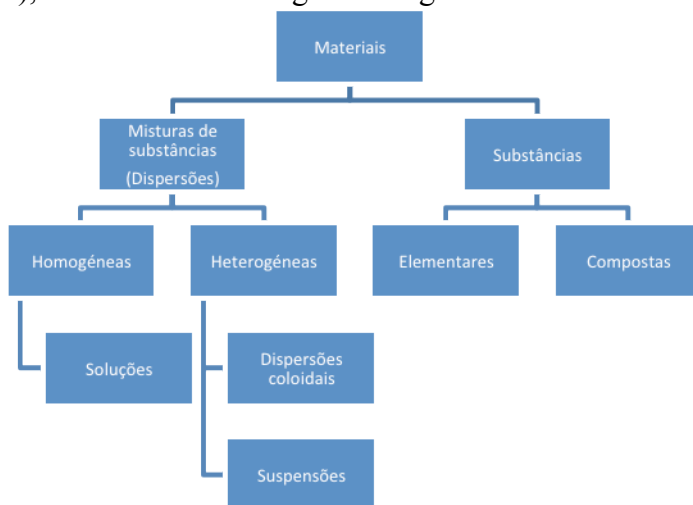 Materiais
Misturas de
substâncias
(Dispersões)
Substâncias
Homogéneas
Heterogéneas
Elementares
Compostas
Soluções
Dispersões
coloidais
Suspensões